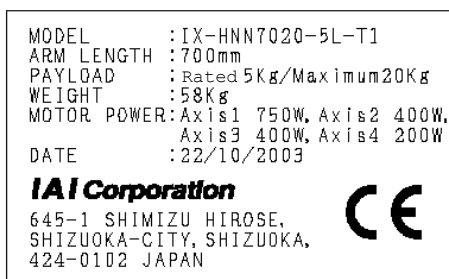 MODEL :IX-HNN7020-5L-T1
ARM LENGTH :700mm
PAYLOAD :Rated 5Kg/Maximum20Kg
WEIGHT :58Kg
MOTOR POWER:Axis1 750W, Axis2 400W,
Axis3 400W, Axis4 200W
DATE :22/10/2003
IAI Corporation
645-1 SHIMIZU HIROSE,
SHIZUOKA-CITY, SHIZUOKA,
424-0102 JAPAN
CE